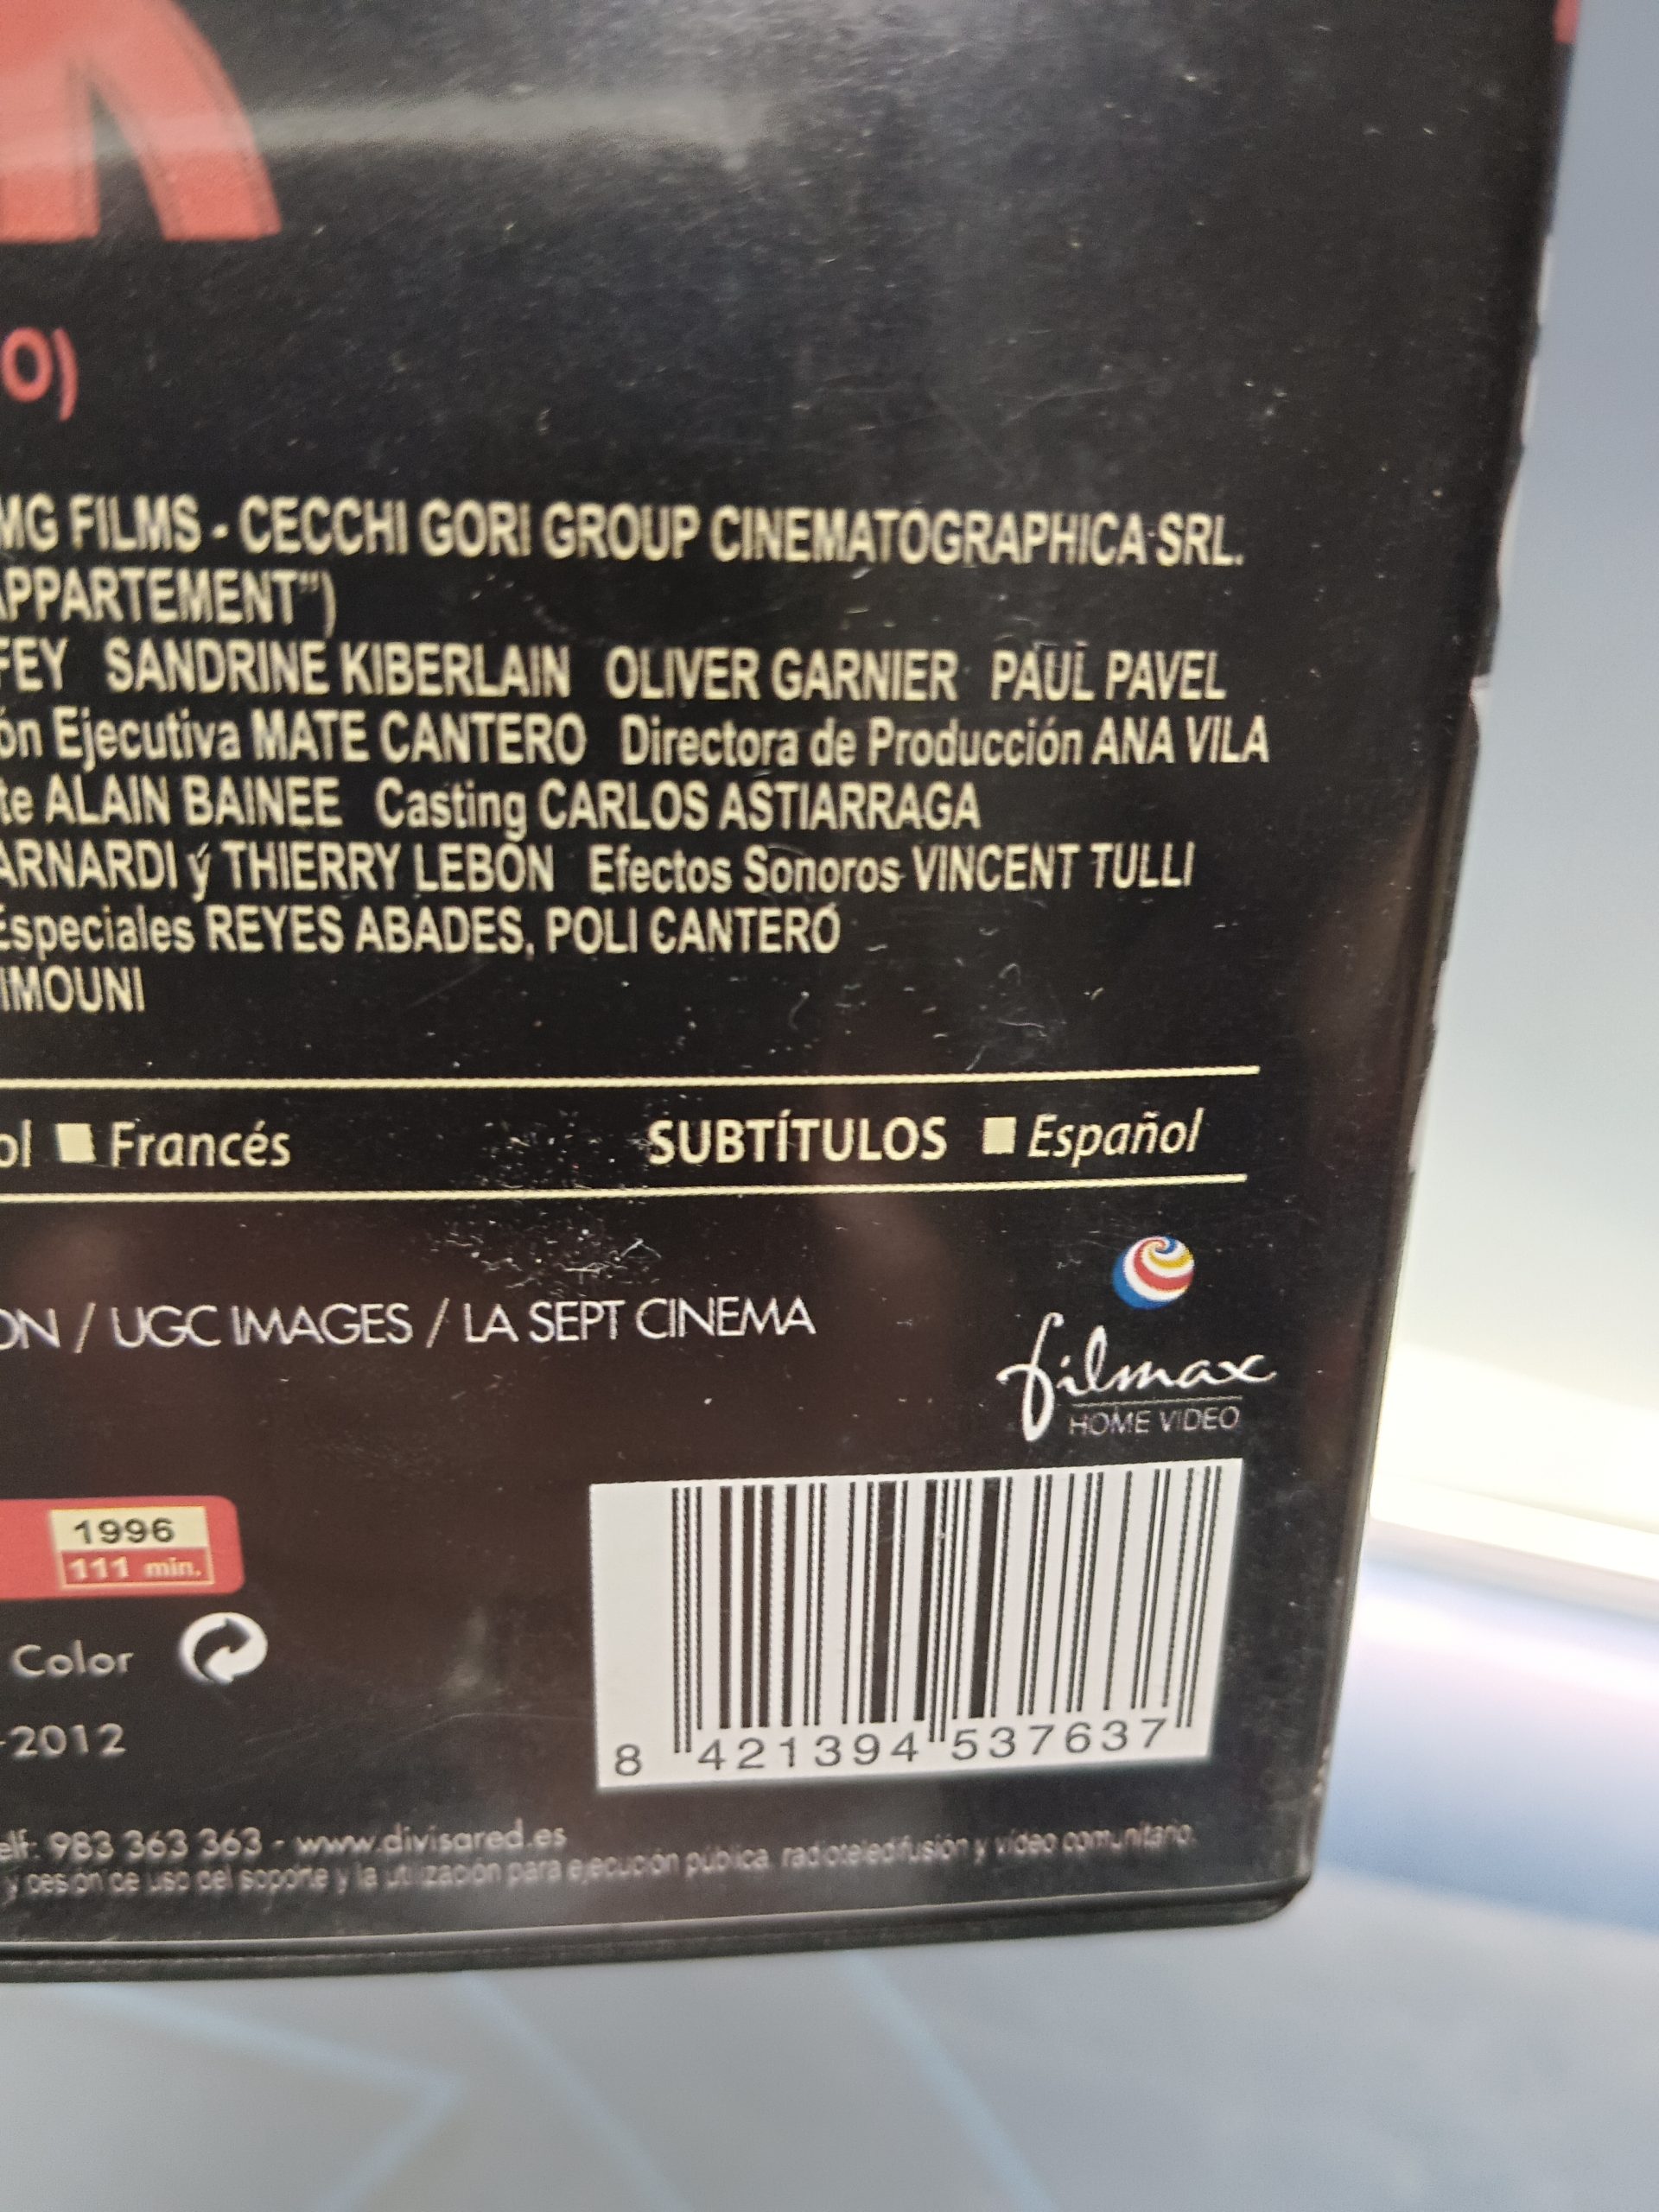 O)
MG FILMS - CECCHI GORI GROUP CINEMATOGRAPHICA SRL.
APPARTEMENT")
FEY SANDRINE KIBERLAIN OLIVER GARNIER PAUL PAVEL
ón Ejecutiva MATE CANTERO Directora de Producción ANA VILA
te ALAIN BAINEE Casting CARLOS ASTIARRAGA
ARNARDI y THIERRY LEBON Efectos Sonoros VINCENT TULLI
Especiales REYES ABADES, POLI CANTERO
IMOUNI
ol Francés SUBTÍTULOS Español
ON / UGC IMAGES / LA SEPT CINEMA
filmax
HOME VIDEO
1996
111 min.
Color
-2012
8 421394 537637
elf: 983 363 363 - www.divisared.es
y cesión de uso del soporte y la utilización para ejecución pública, radioteledifusión y vídeo comunitario.